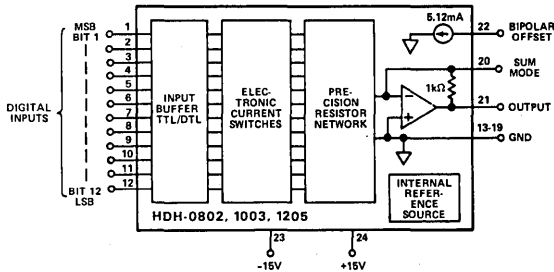 MSB
BIT 1
1
2
3
4
5
6
7
8
9
10
11
12
BIT 12
LSB
DIGITAL
INPUTS
INPUT
BUFFER
TTL/DTL
ELEC-
TRONIC
CURRENT
SWITCHES
PRE-
CISION
RESISTOR
NETWORK
5.12mA
22 BIPOLAR
OFFSET
20 SUM
MODE
1kΩ
21 OUTPUT
13-19
GND
−
+
INTERNAL
REFER-
ENCE
SOURCE
HDH-0802, 1003, 1205
23
-15V
24
+15V